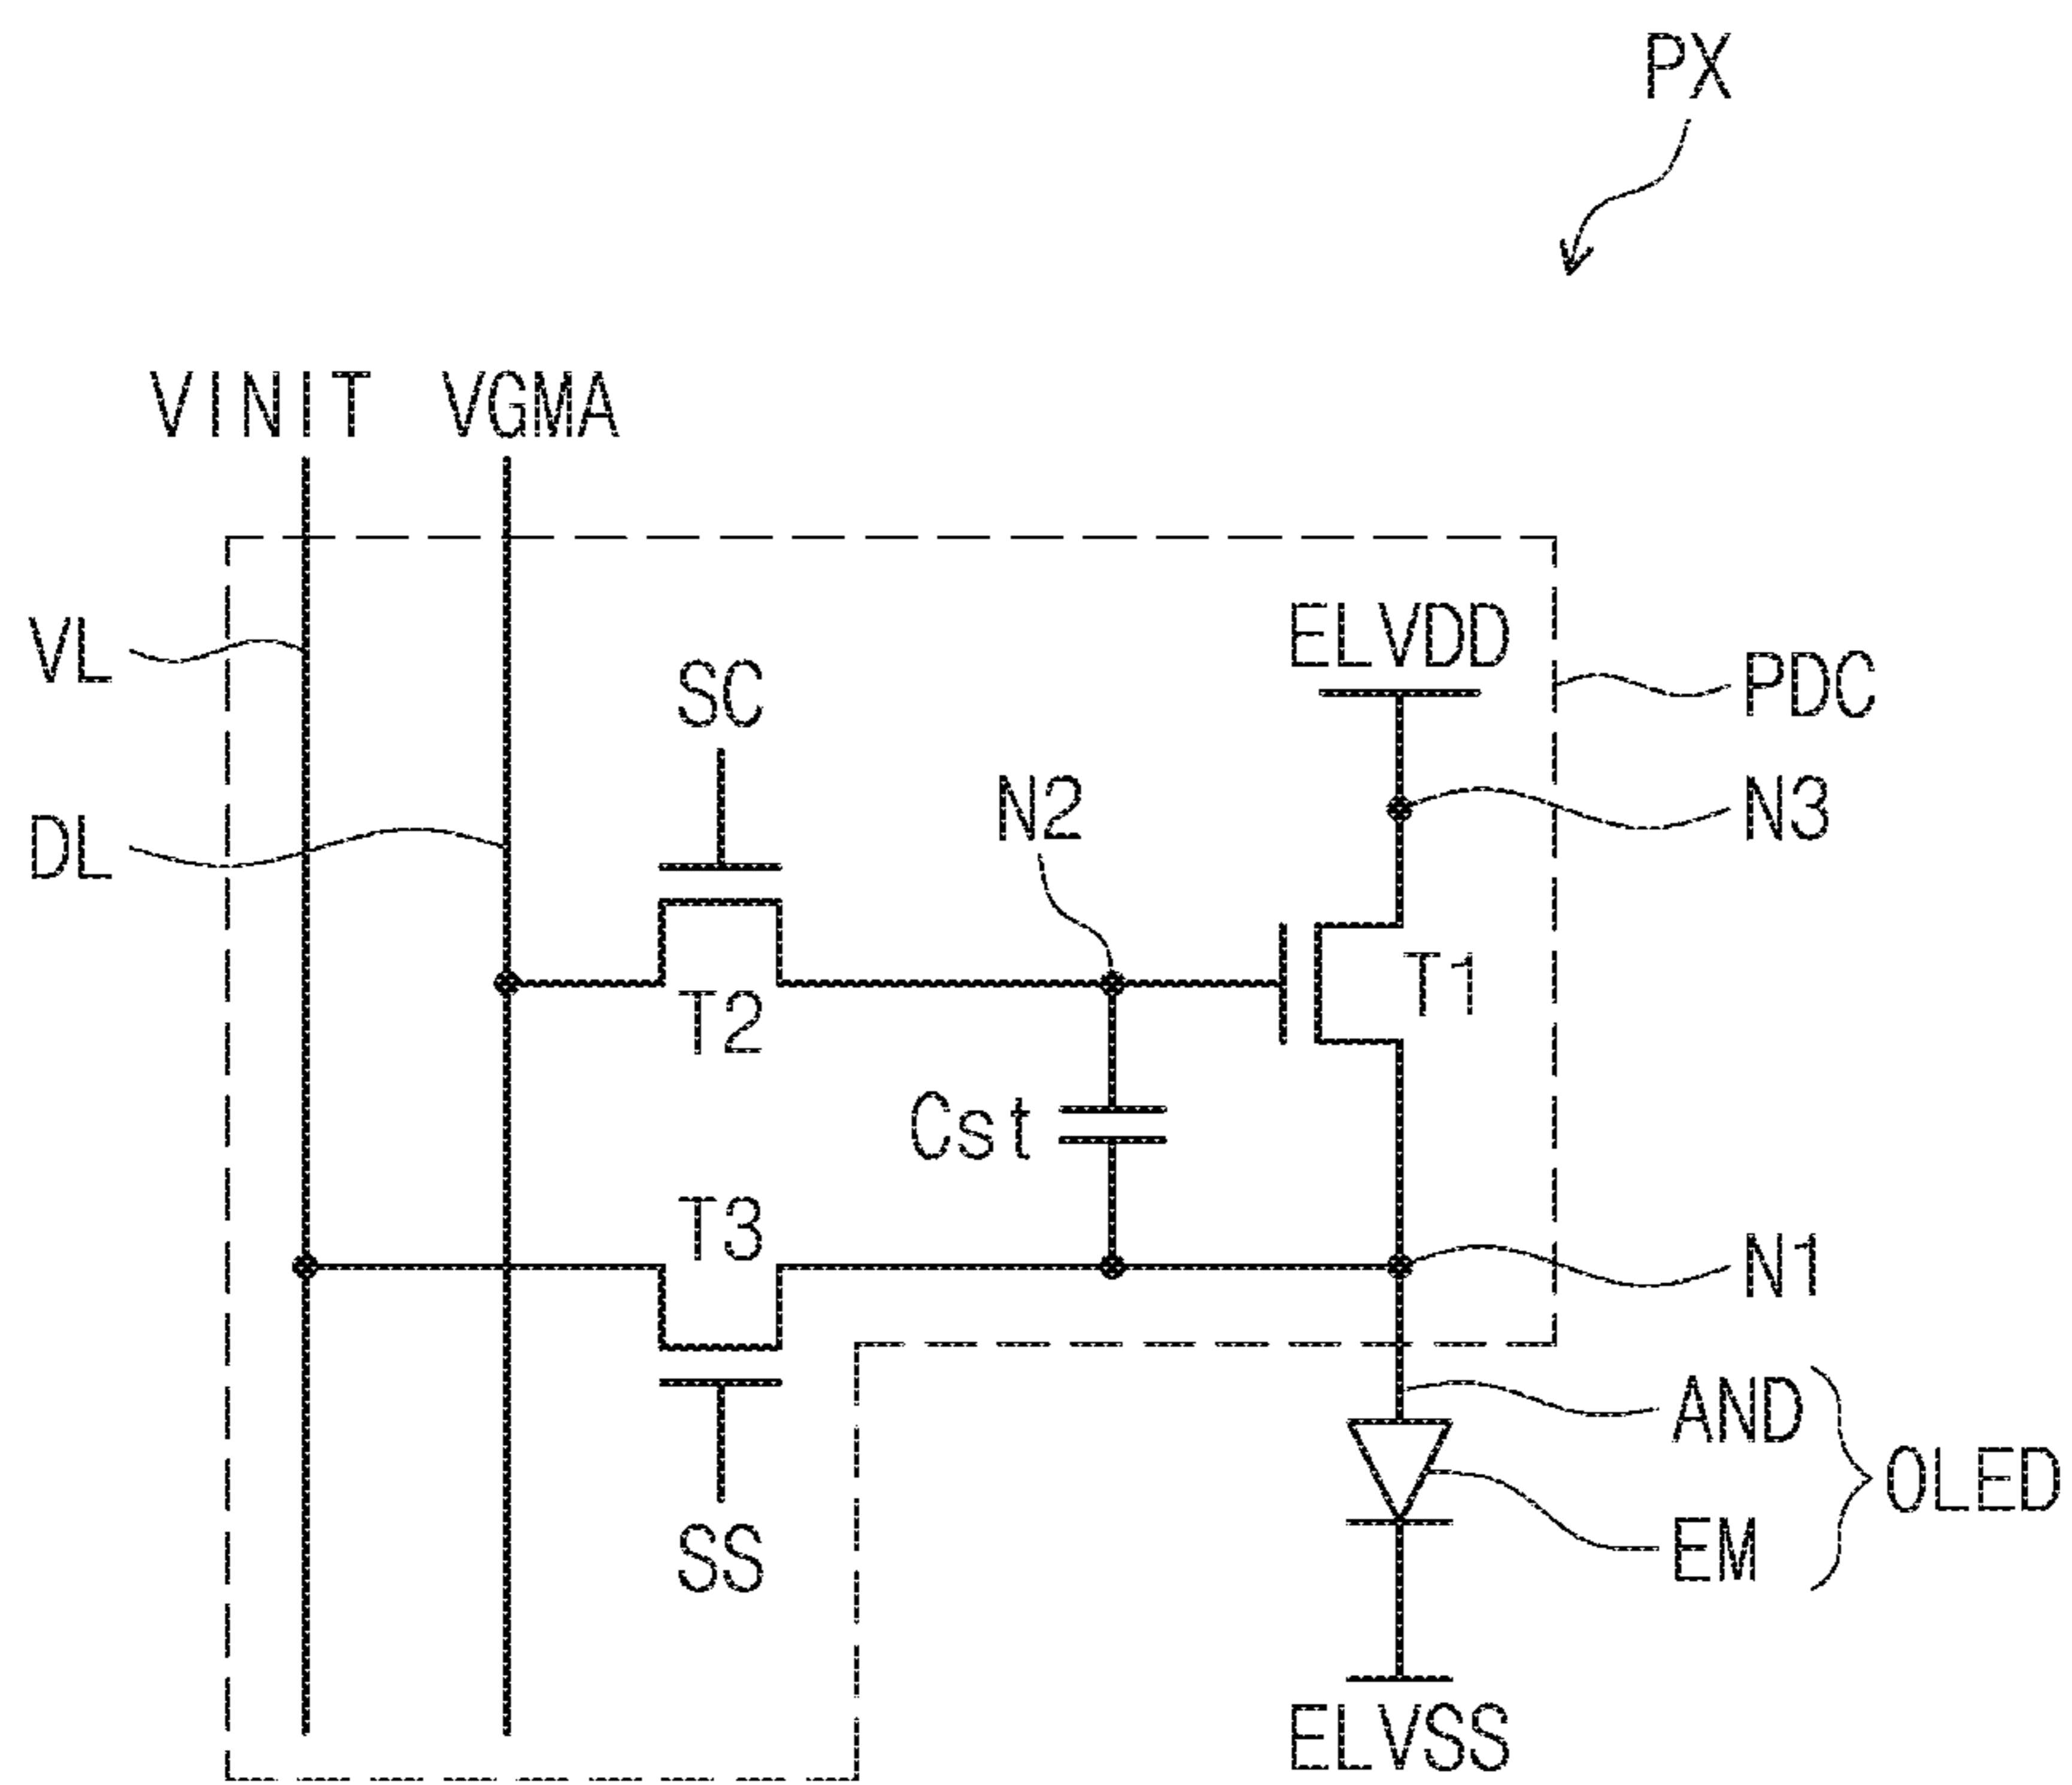 PX
VINIT VGMA
VL
ELVDD
PDC
SC
N2
N3
DL
T1
T2
Cst
T3
N1
AND
OLED
EM
SS
ELVSS